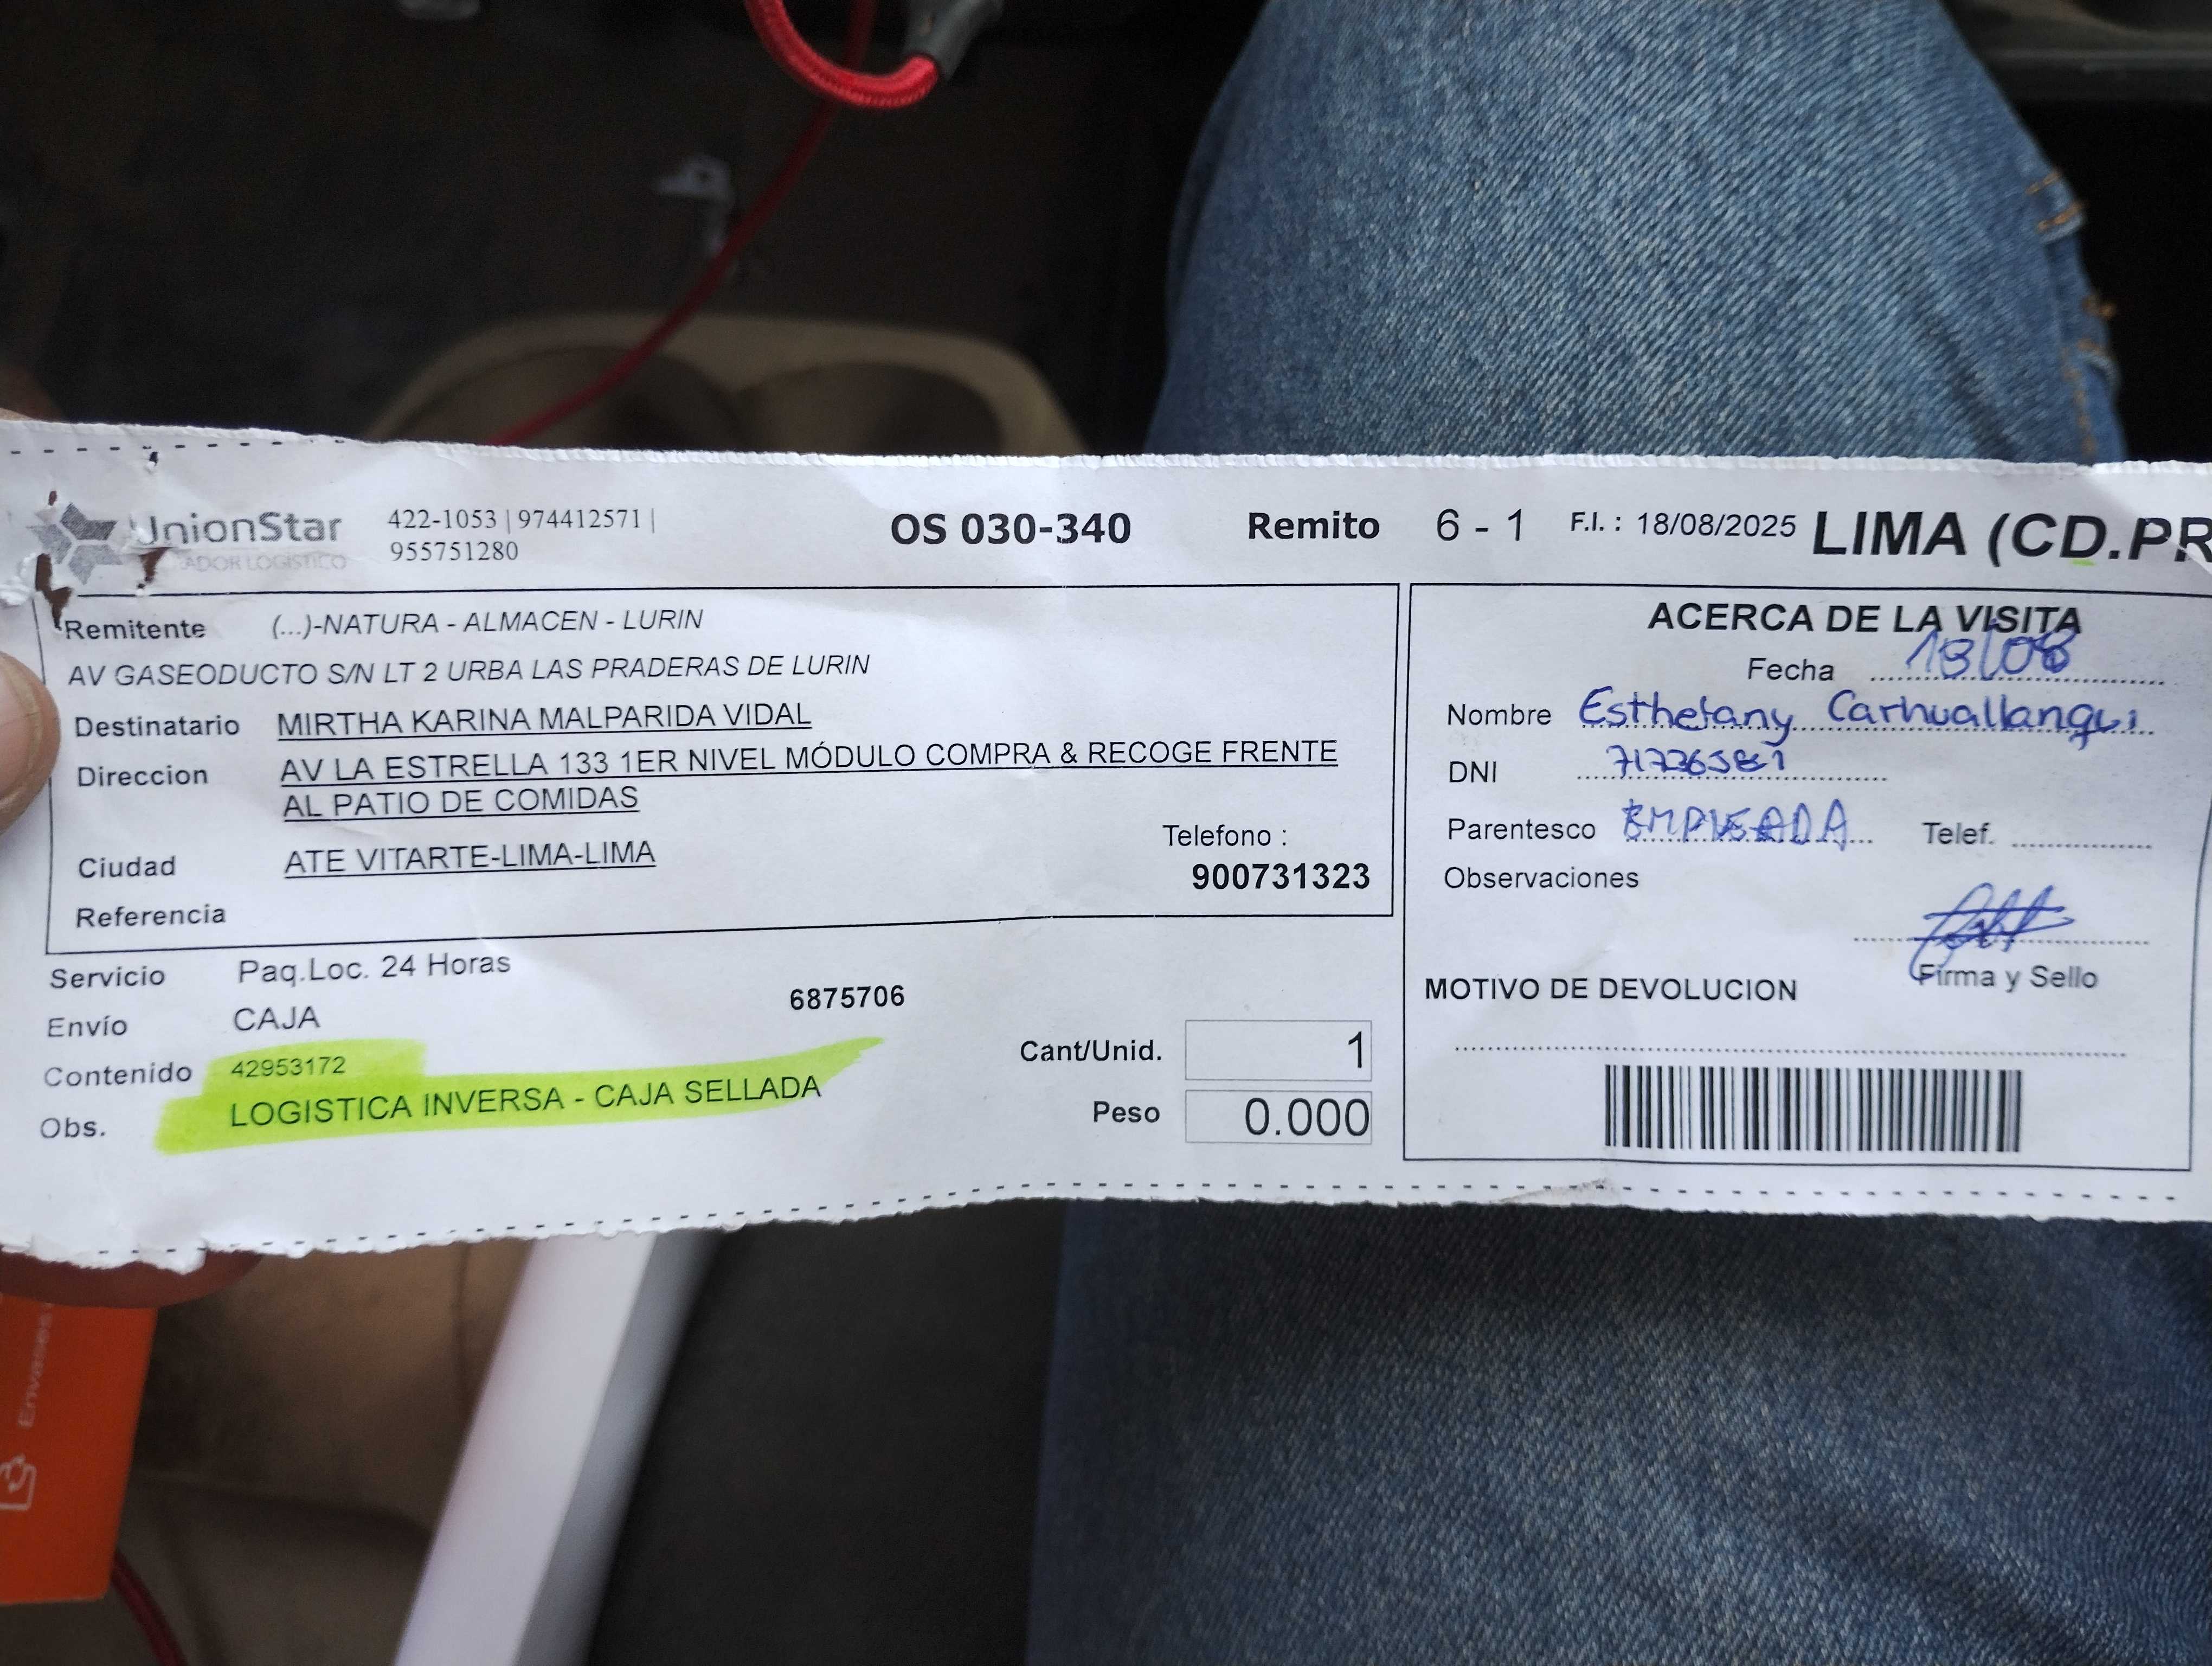 UnionStar
ADOR LOGÍSTICO
422-1053 | 974412571 |
955751280
OS 030-340 Remito 6 - 1 F.I. : 18/08/2025 LIMA (CD.PR
Remitente (...)-NATURA - ALMACEN - LURIN
AV GASEODUCTO S/N LT 2 URBA LAS PRADERAS DE LURIN
Destinatario MIRTHA KARINA MALPARIDA VIDAL
Direccion AV LA ESTRELLA 133 1ER NIVEL MÓDULO COMPRA & RECOGE FRENTE
AL PATIO DE COMIDAS
Ciudad ATE VITARTE-LIMA-LIMA
Telefono :
900731323
Referencia
Servicio Paq.Loc. 24 Horas
6875706
Envío CAJA
Contenido 42953172
Obs. LOGISTICA INVERSA - CAJA SELLADA
Cant/Unid. 1
Peso 0.000
ACERCA DE LA VISITA
Fecha
Nombre Esthefany Carhuallanqui
DNI
Parentesco EMPLEADA Telef.
Observaciones
Firma y Sello
MOTIVO DE DEVOLUCION
Envases